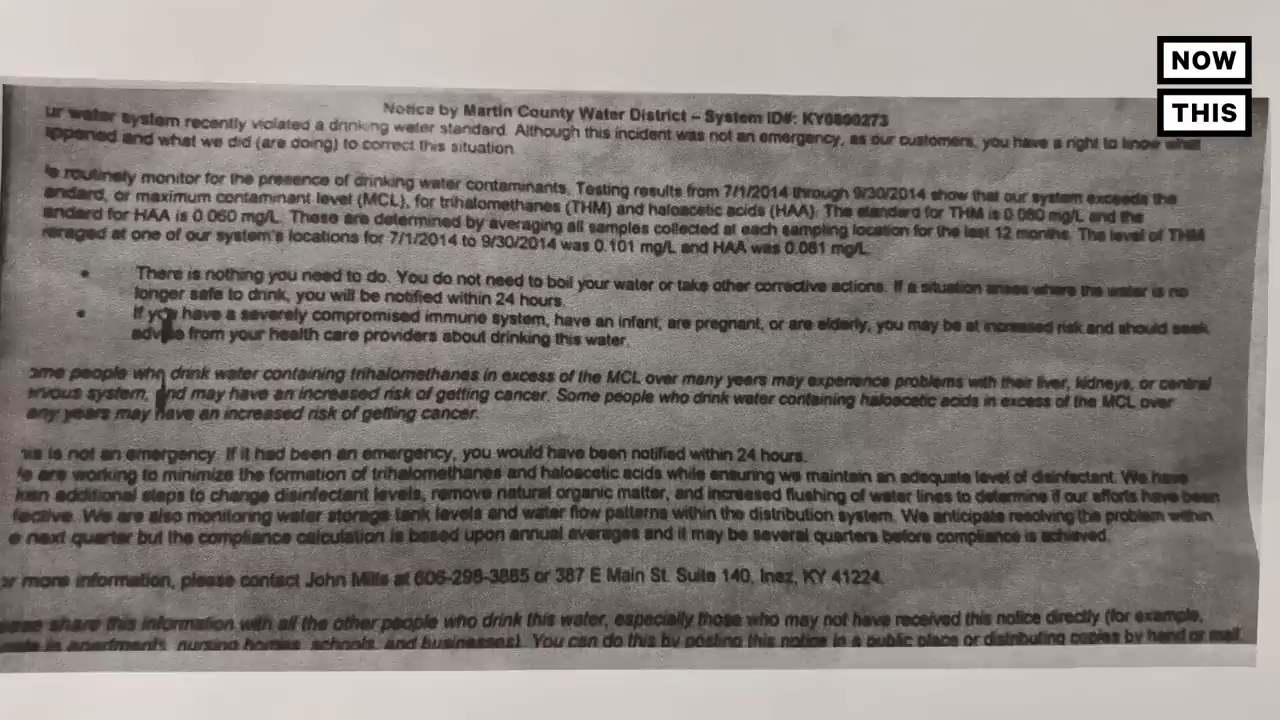 NOW
THIS
Notice by Martin County Water District – System ID#: KY0800273
ur water system recently violated a drinking water standard. Although this incident was not an emergency, as our customers, you have a right to know what
appened and what we did (are doing) to correct this situation.
le routinely monitor for the presence of drinking water contaminants. Testing results from 7/1/2014 through 9/30/2014 show that our system exceeds the
andard, or maximum contaminant level (MCL), for trihalomethanes (THM) and haloacetic acids (HAA). The standard for THM is 0.080 mg/L and the
andard for HAA is 0.060 mg/L. These are determined by averaging all samples collected at each sampling location for the last 12 months. The level of THM
reraged at one of our system's locations for 7/1/2014 to 9/30/2014 was 0.101 mg/L and HAA was 0.081 mg/L.
• There is nothing you need to do. You do not need to boil your water or take other corrective actions. If a situation arises where the water is no
longer safe to drink, you will be notified within 24 hours.
• If you have a severely compromised immune system, have an infant, are pregnant, or are elderly, you may be at increased risk and should seek
advice from your health care providers about drinking this water.
ome people who drink water containing trihalomethanes in excess of the MCL over many years may experience problems with their liver, kidneys, or central
ervous system, and may have an increased risk of getting cancer. Some people who drink water containing haloacetic acids in excess of the MCL over
any years may have an increased risk of getting cancer.
his is not an emergency. If it had been an emergency, you would have been notified within 24 hours.
le are working to minimize the formation of trihalomethanes and haloacetic acids while ensuring we maintain an adequate level of disinfectant. We have
ken additional steps to change disinfectant levels, remove natural organic matter, and increased flushing of water lines to determine if our efforts have been
fective. We are also monitoring water storage tank levels and water flow patterns within the distribution system. We anticipate resolving the problem within
e next quarter but the compliance calculation is based upon annual averages and it may be several quarters before compliance is achieved.
or more information, please contact John Mills at 606-298-3885 or 387 E Main St. Suite 140, Inez, KY 41224.
ease share this information with all the other people who drink this water, especially those who may not have received this notice directly (for example,
in apartments, nursing homes, schools, and businesses). You can do this by posting this notice in a public place or distributing copies by hand or mail.